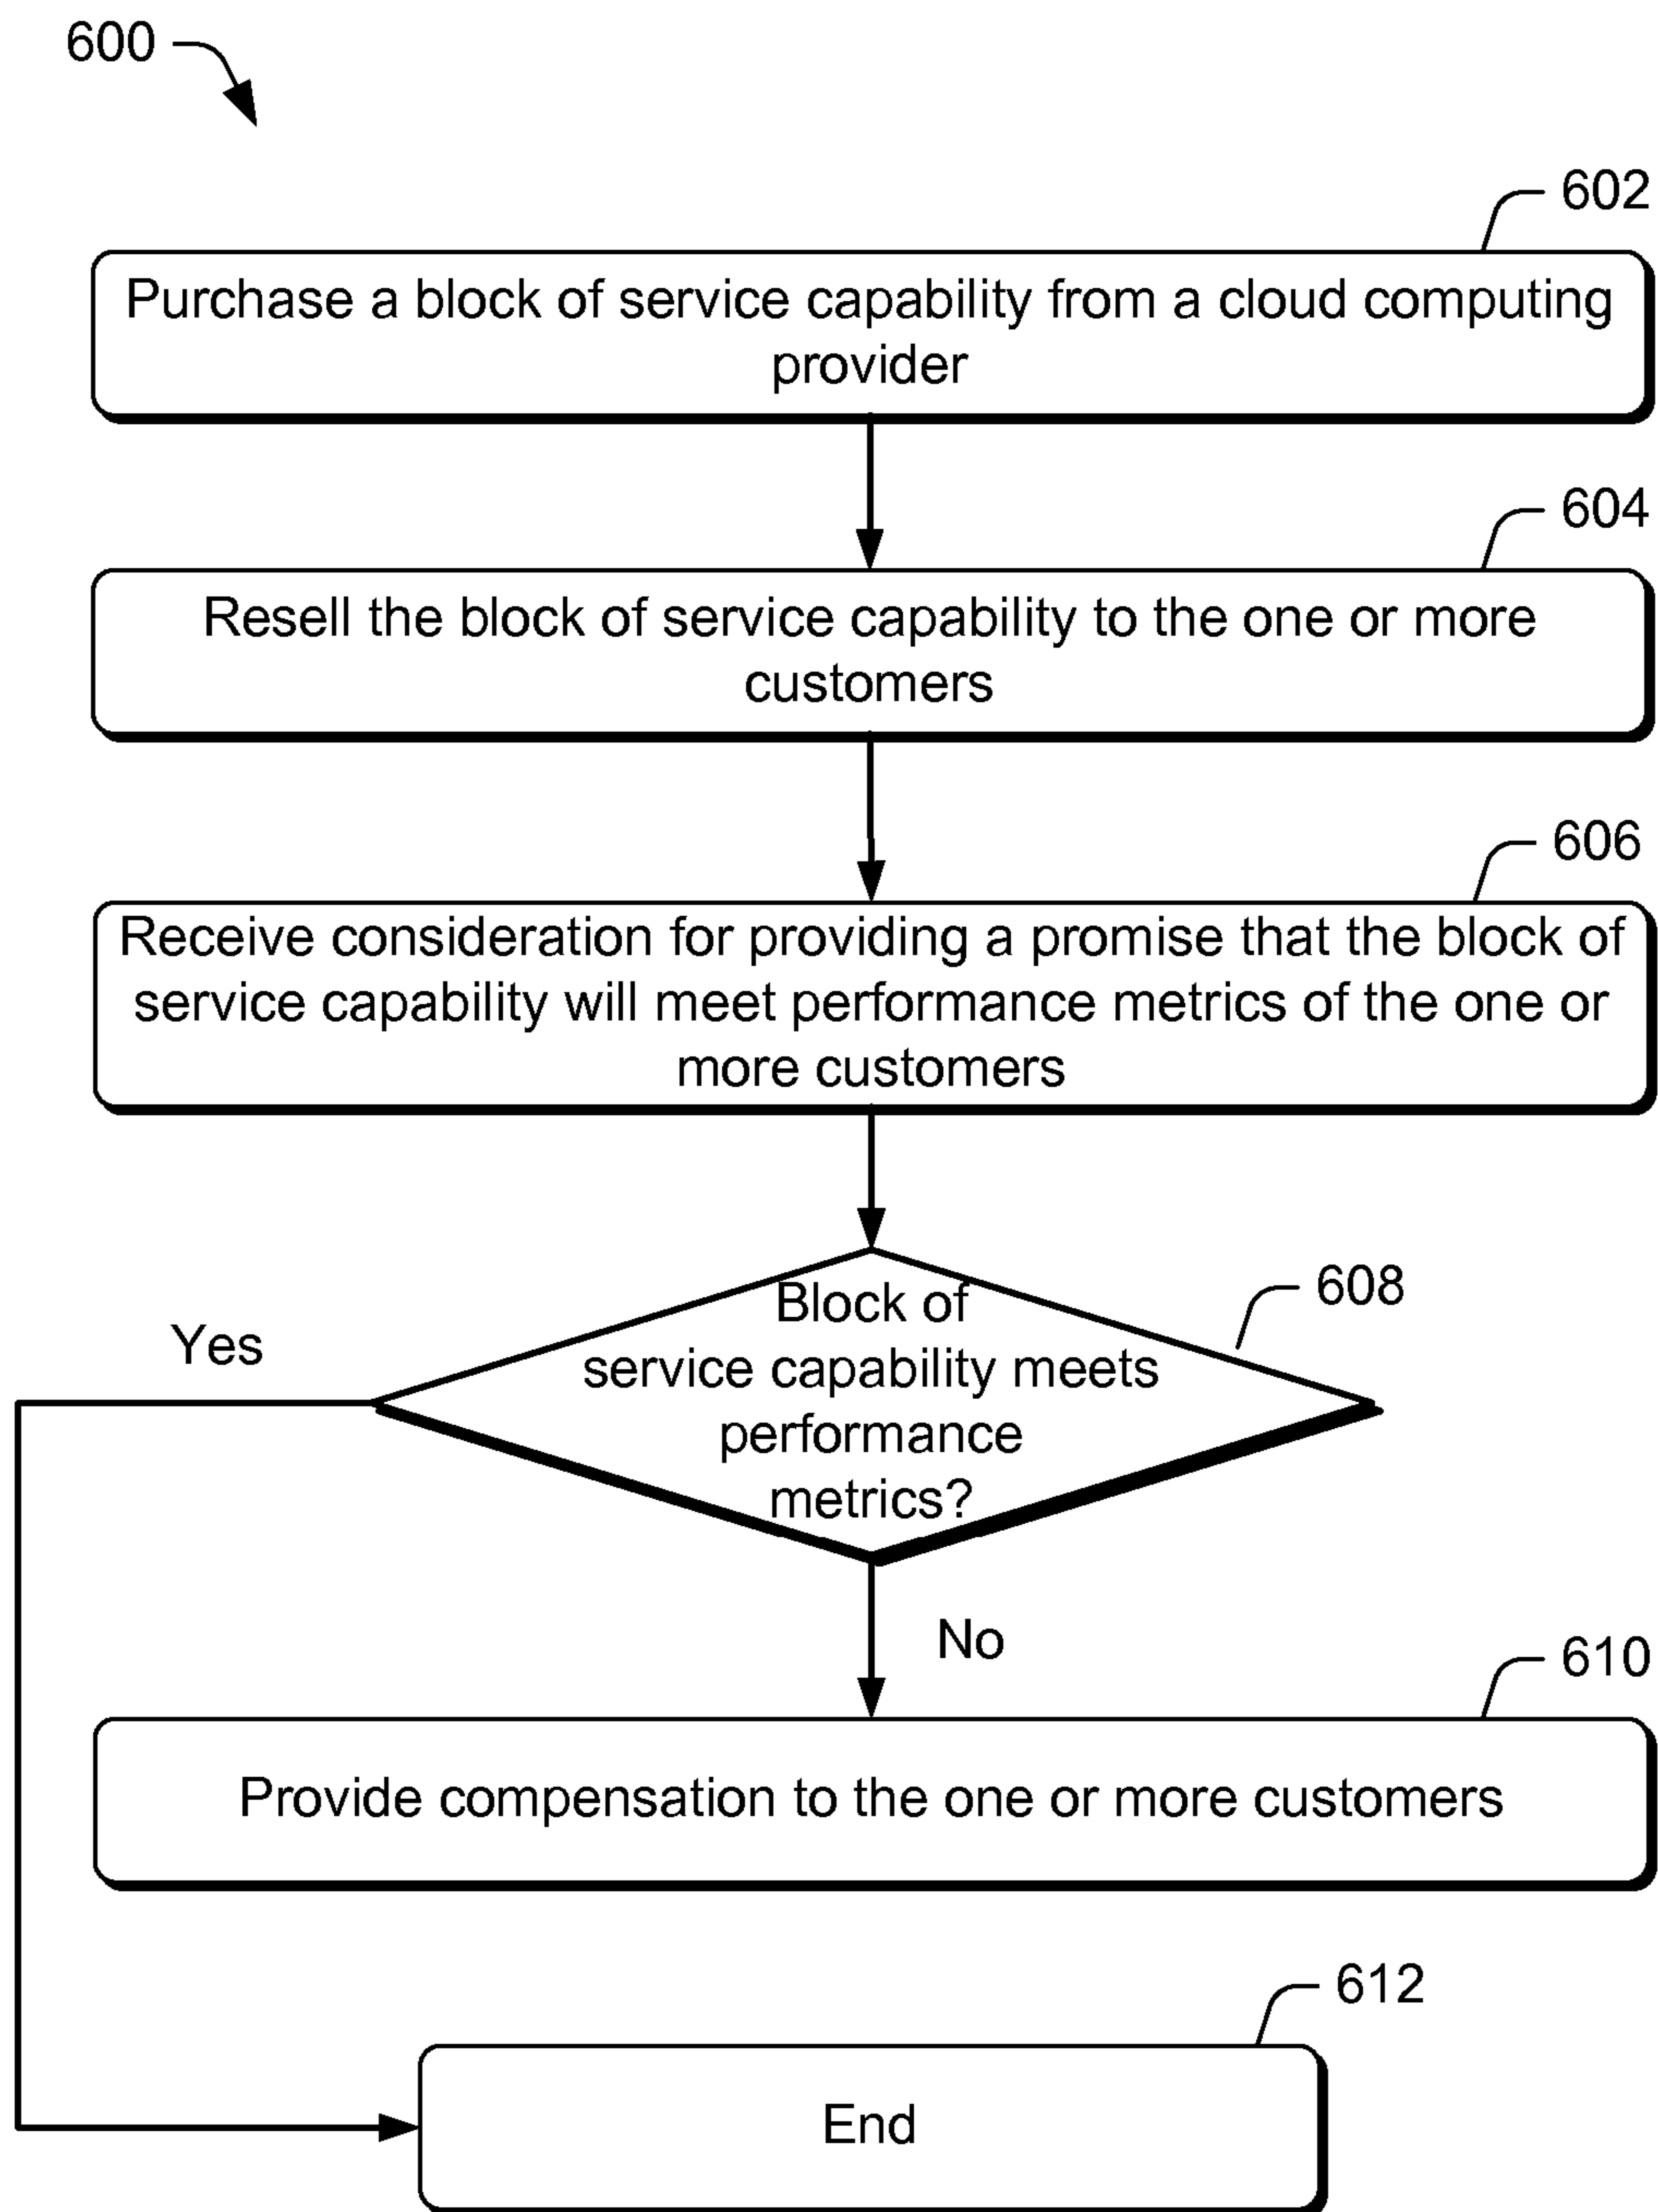 600
602
Purchase a block of service capability from a cloud computing
provider
604
Resell the block of service capability to the one or more
customers
606
Receive consideration for providing a promise that the block of
service capability will meet performance metrics of the one or
more customers
608
Block of
service capability meets
performance
metrics?
Yes
No
610
Provide compensation to the one or more customers
612
End